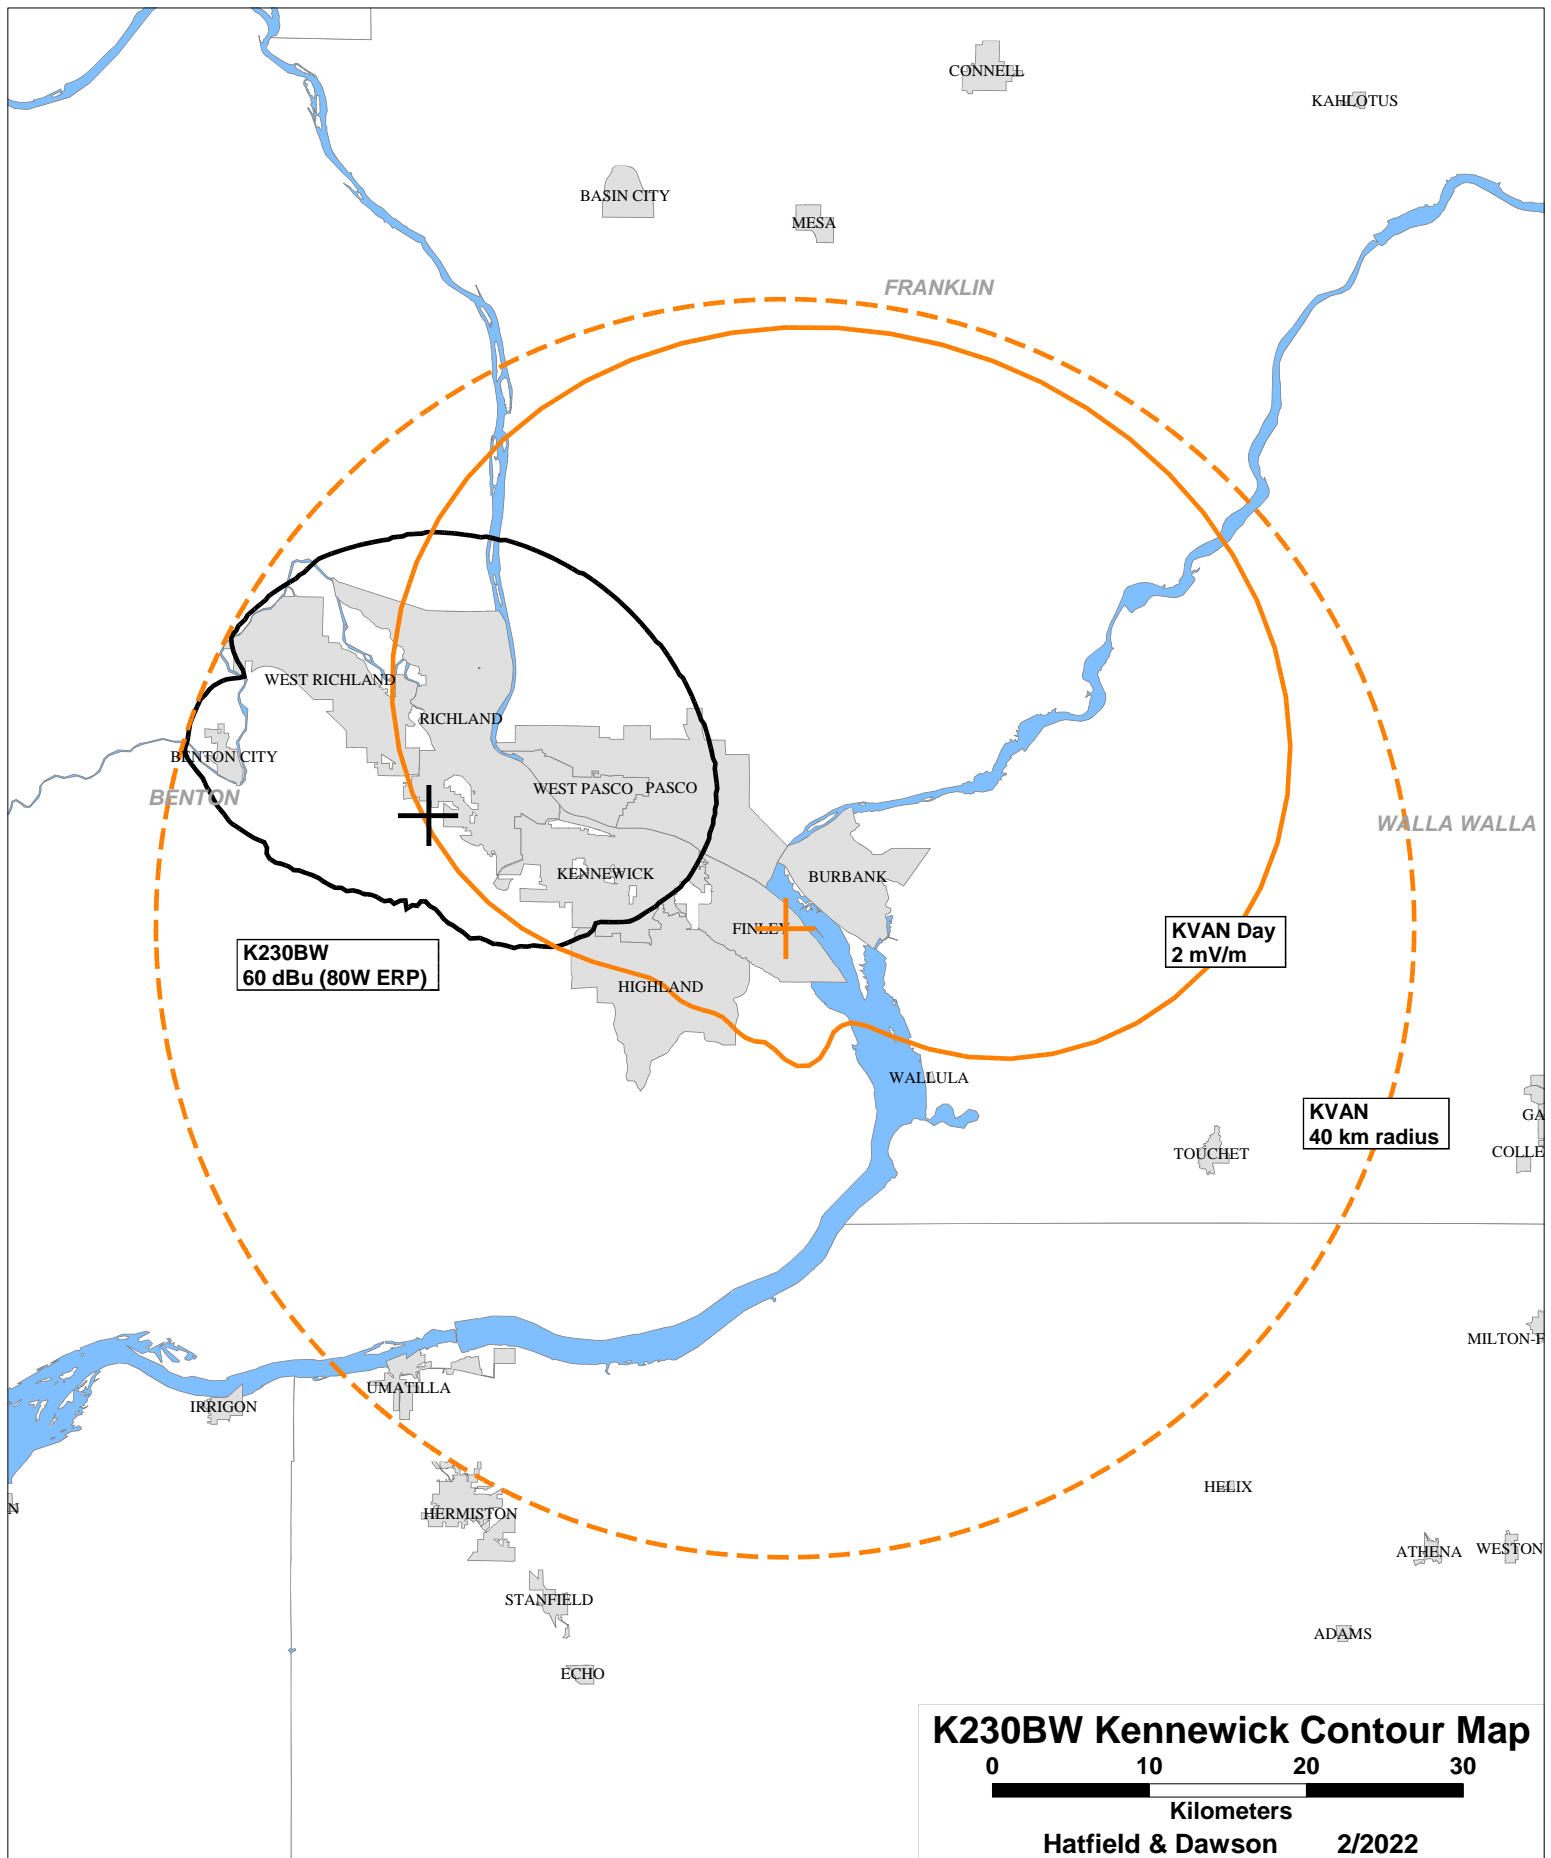 CONNELL
KAHLOTUS
BASIN CITY
MESA
FRANKLIN
WEST RICHLAND
RICHLAND
BENTON CITY
WEST PASCO
PASCO
BENTON
WALLA WALLA
KENNEWICK
BURBANK
FINLEY
KVAN Day
2 mV/m
K230BW
60 dBu (80W ERP)
HIGHLAND
WALLULA
KVAN
40 km radius
GA
TOUCHET
COLLE
MILTON-F
UMATILLA
IRRIGON
HELIX
N
HERMISTON
ATHENA
WESTON
STANFIELD
ADAMS
ECHO
K230BW Kennewick Contour Map
0 10 20 30
Kilometers
Hatfield & Dawson 2/2022